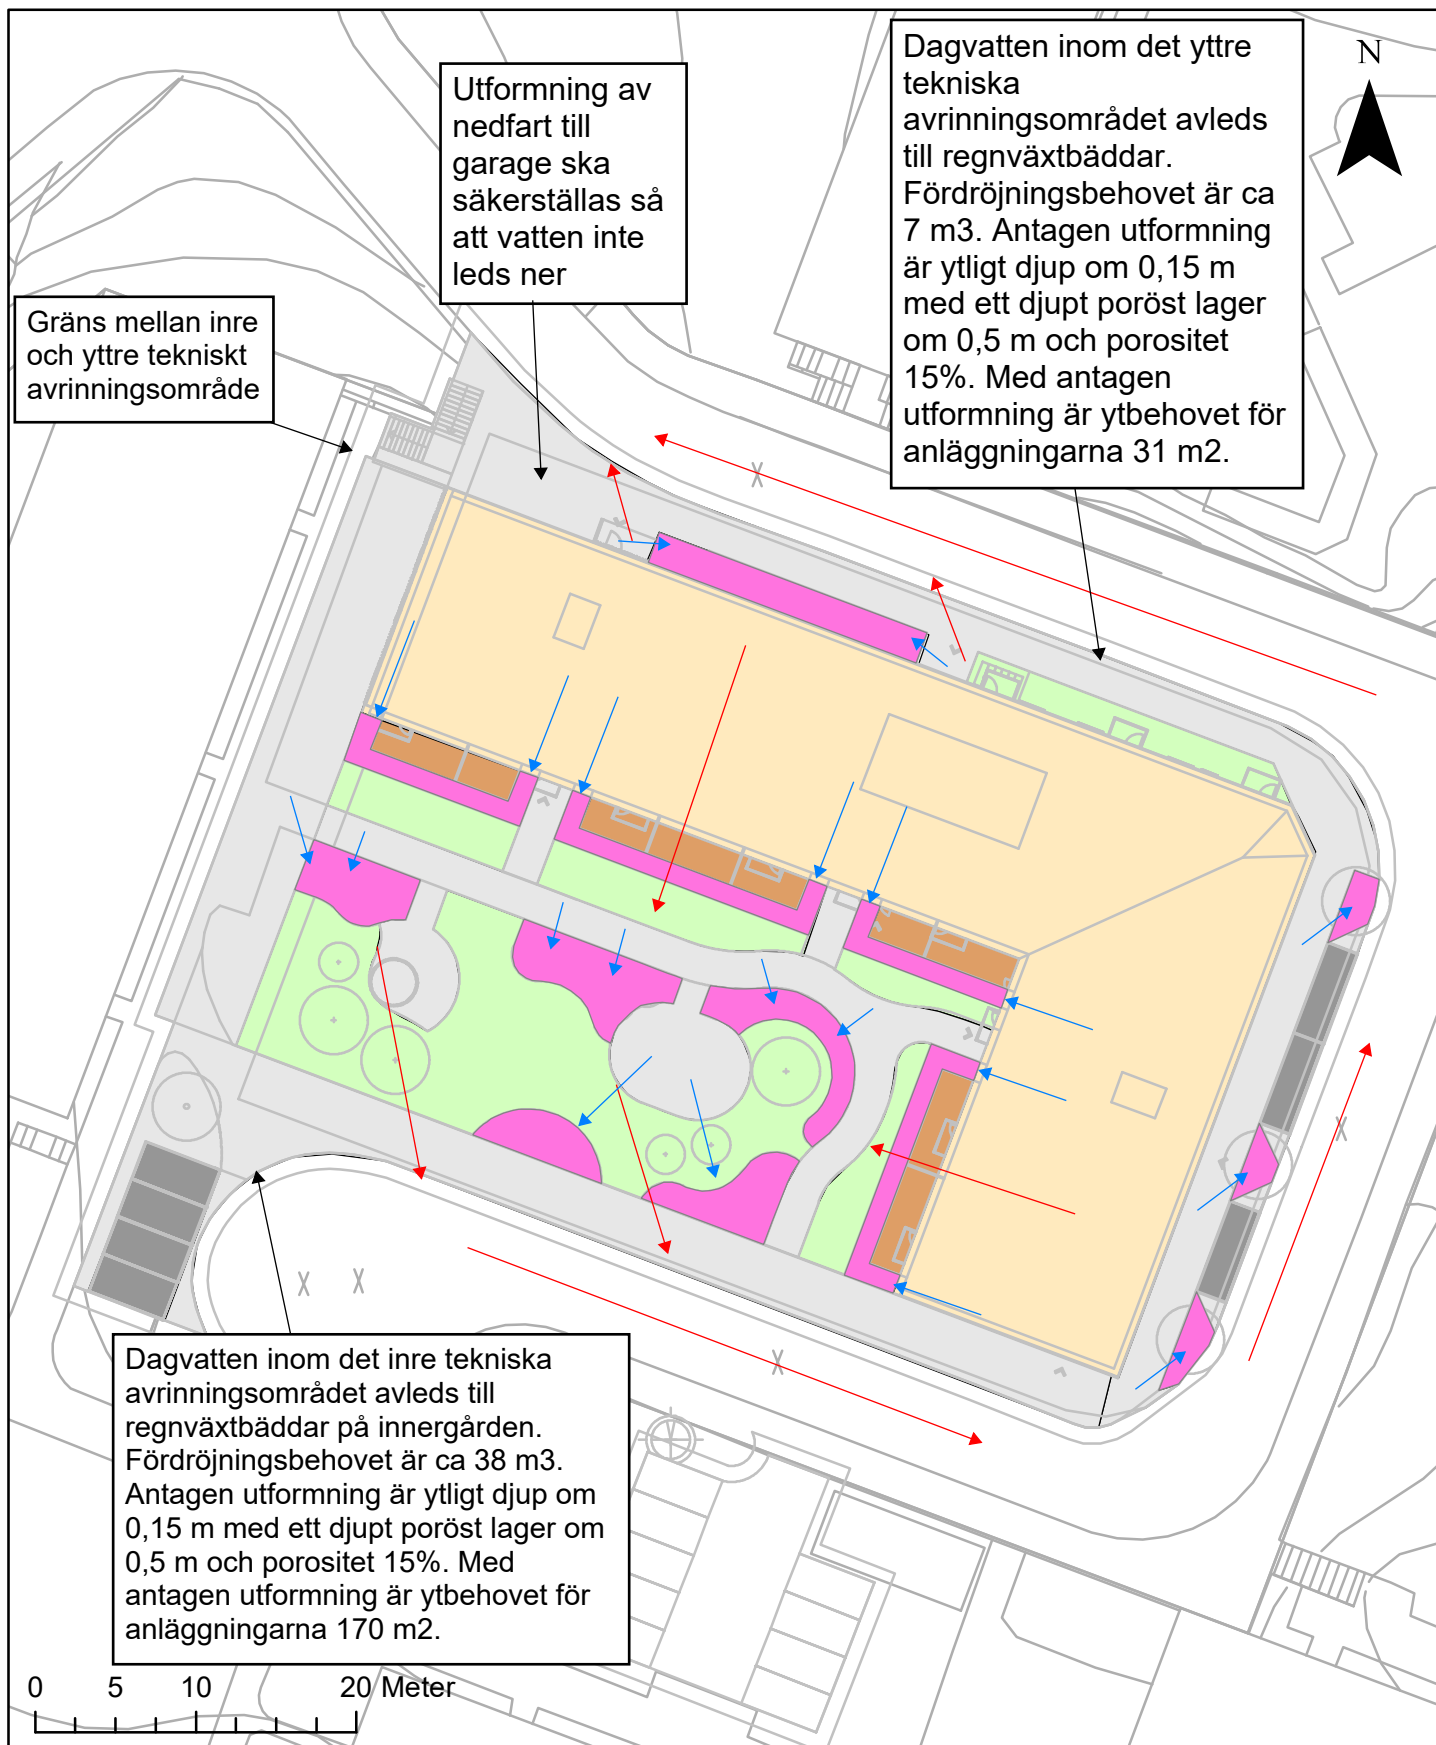 Dagvatten inom det yttre
tekniska
avrinningsområdet avleds
till regnväxtbäddar.
Fördröjningsbehovet är ca
7 m3. Antagen utformning
är ytligt djup om 0,15 m
med ett djupt poröst lager
om 0,5 m och porositet
15%. Med antagen
utformning är ytbehovet för
anläggningarna 31 m2.
N
Utformning av
nedfart till
garage ska
säkerställas så
att vatten inte
leds ner
Gräns mellan inre
och yttre tekniskt
avrinningsområde
Dagvatten inom det inre tekniska
avrinningsområdet avleds till
regnväxtbäddar på innergården.
Fördröjningsbehovet är ca 38 m3.
Antagen utformning är ytligt djup om
0,15 m med ett djupt poröst lager om
0,5 m och porositet 15%. Med
antagen utformning är ytbehovet för
anläggningarna 170 m2.
0 5 10 20 Meter